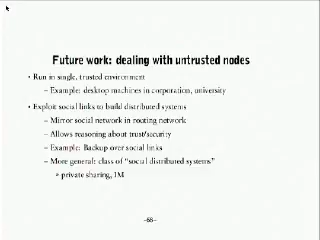 Future work: dealing with untrusted nodes
• Run in single, trusted environment
– Example: desktop machines in corporation, university
• Exploit social links to build distributed systems
– Mirror social network in routing network
– Allows reasoning about trust/security
– Example: Backup over social links
– More general: class of "social distributed systems"
» private sharing, IM
–68–